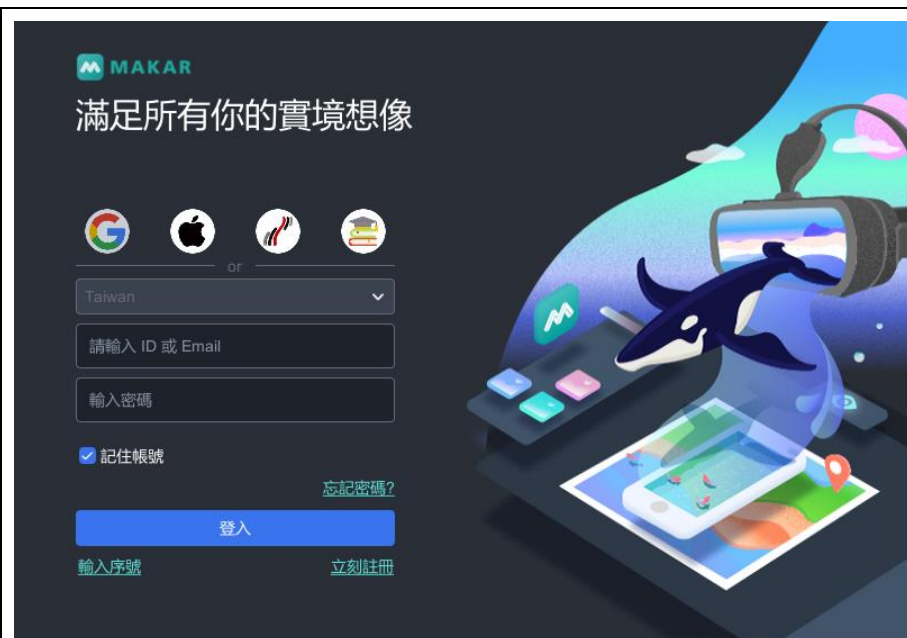 MAKAR
滿足所有你的實境想像
or
Taiwan
請輸入 ID 或 Email
輸入密碼
記住帳號
忘記密碼?
登入
輸入序號
立刻註冊